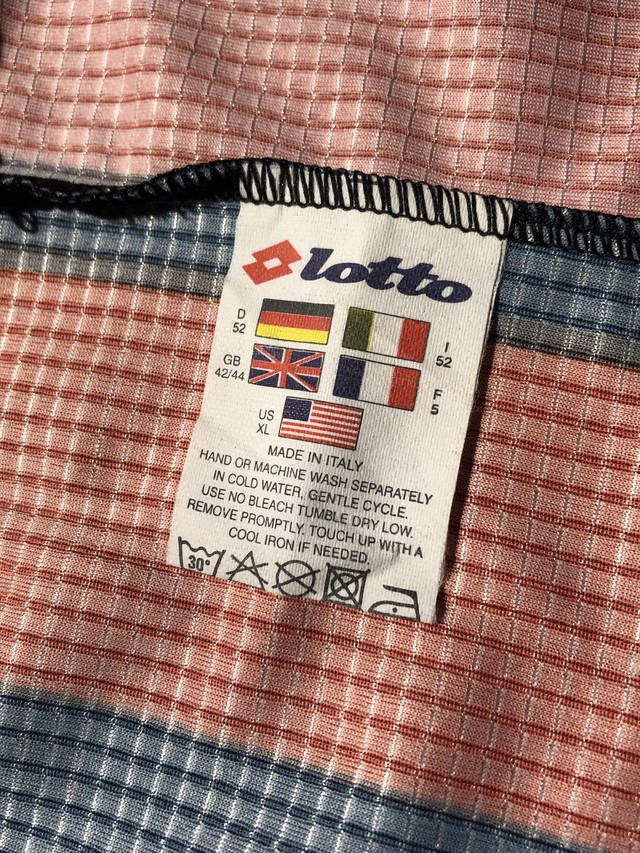 lotto
D
52
I
52
GB
42/44
F
5
US
XL
MADE IN ITALY
HAND OR MACHINE WASH SEPARATELY
IN COLD WATER, GENTLE CYCLE.
USE NO BLEACH TUMBLE DRY LOW.
REMOVE PROMPTLY. TOUCH UP WITH A
COOL IRON IF NEEDED.
30°